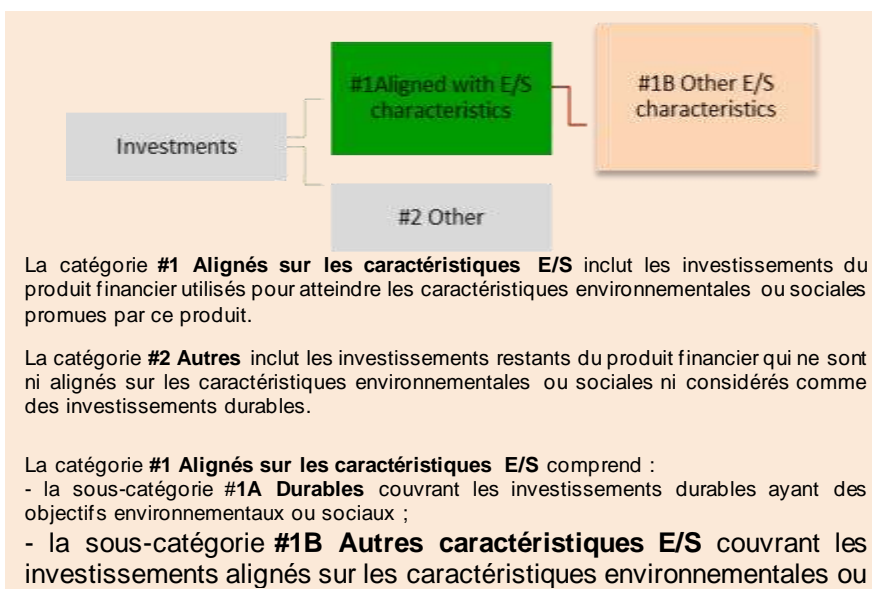 #1Aligned with E/S
characteristics
#1B Other E/S
characteristics
Investments
#2 Other
La catégorie #1 Alignés sur les caractéristiques E/S inclut les investissements du
produit financier utilisés pour atteindre les caractéristiques environnementales ou sociales
promues par ce produit.
La catégorie #2 Autres inclut les investissements restants du produit financier qui ne sont
ni alignés sur les caractéristiques environnementales ou sociales ni considérés comme
des investissements durables.
La catégorie #1 Alignés sur les caractéristiques E/S comprend :
- la sous-catégorie #1A Durables couvrant les investissements durables ayant des
objectifs environnementaux ou sociaux ;
- la sous-catégorie #1B Autres caractéristiques E/S couvrant les
investissements alignés sur les caractéristiques environnementales ou